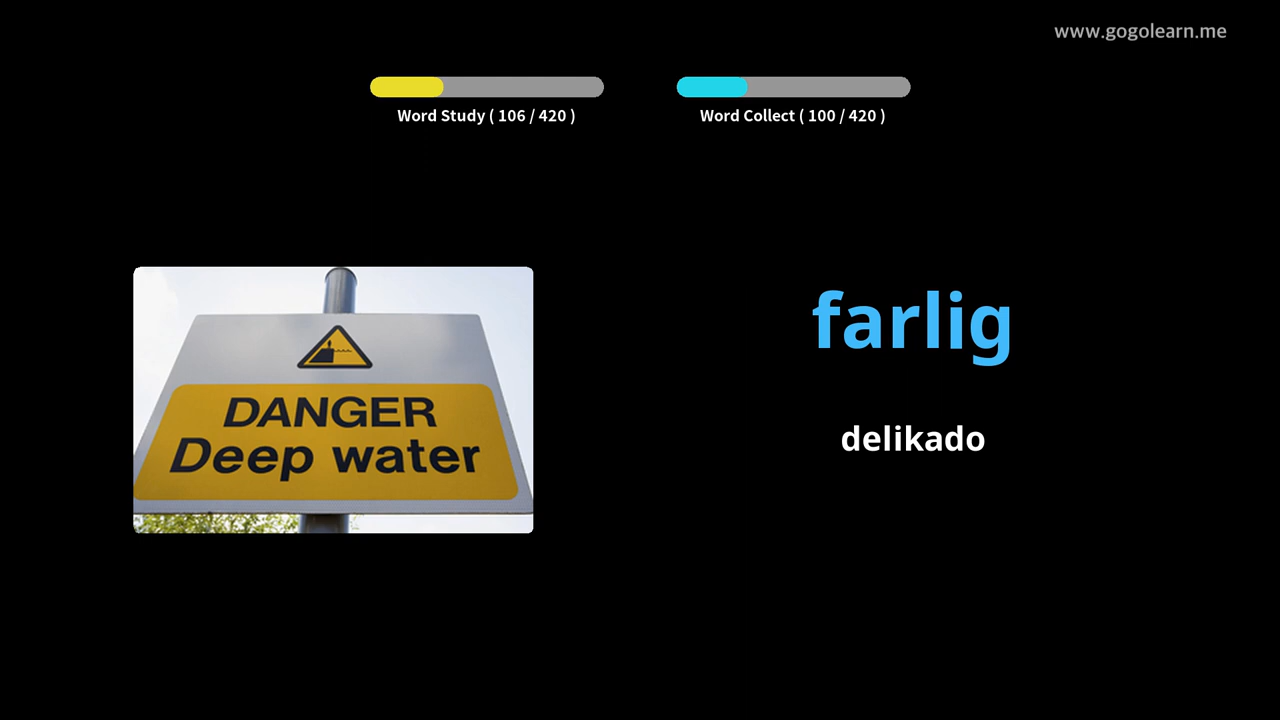 www.gogolearn.me
Word Study ( 106 / 420 )
Word Collect ( 100 / 420 )
DANGER
Deep water
farlig
delikado